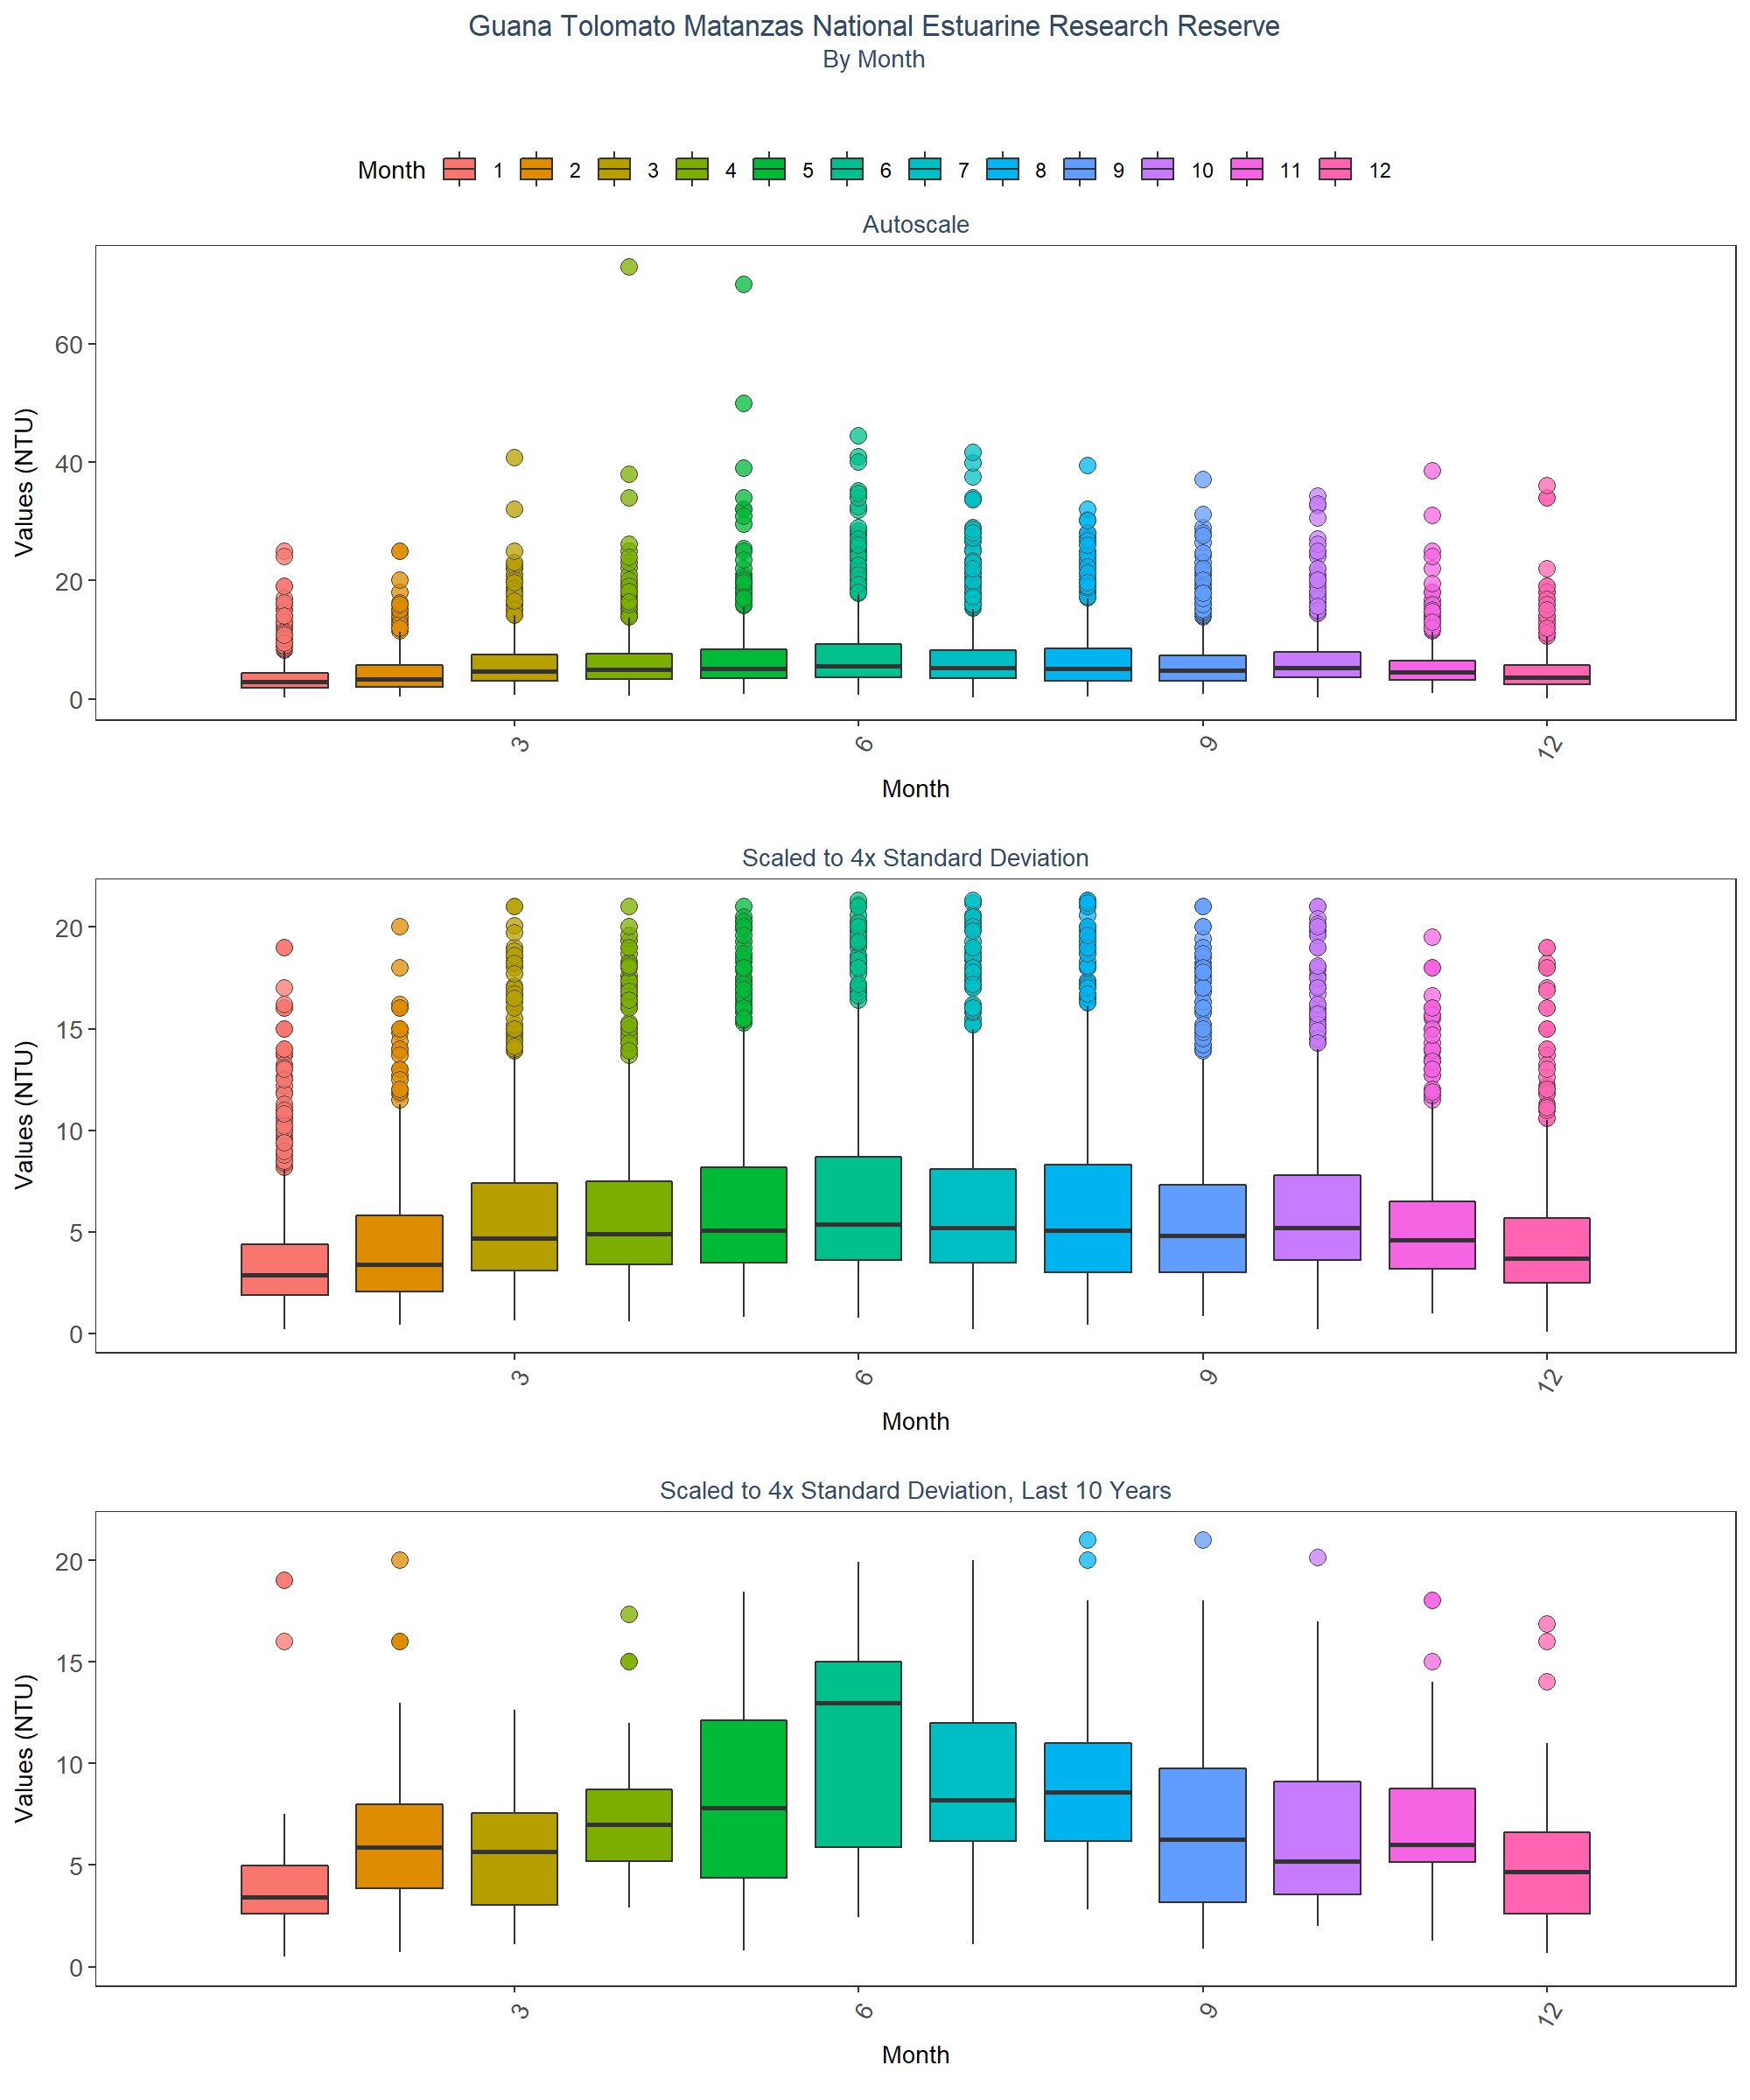 Guana Tolomato Matanzas National Estuarine Research Reserve
By Month
Month 1 2 3 4 5 6 7 8 9 10 11 12
Autoscale
Values (NTU)
60
40
20
0
3 6 9 12
Month
Scaled to 4x Standard Deviation
Values (NTU)
20
15
10
5
0
3 6 9 12
Month
Scaled to 4x Standard Deviation, Last 10 Years
Values (NTU)
20
15
10
5
0
3 6 9 12
Month